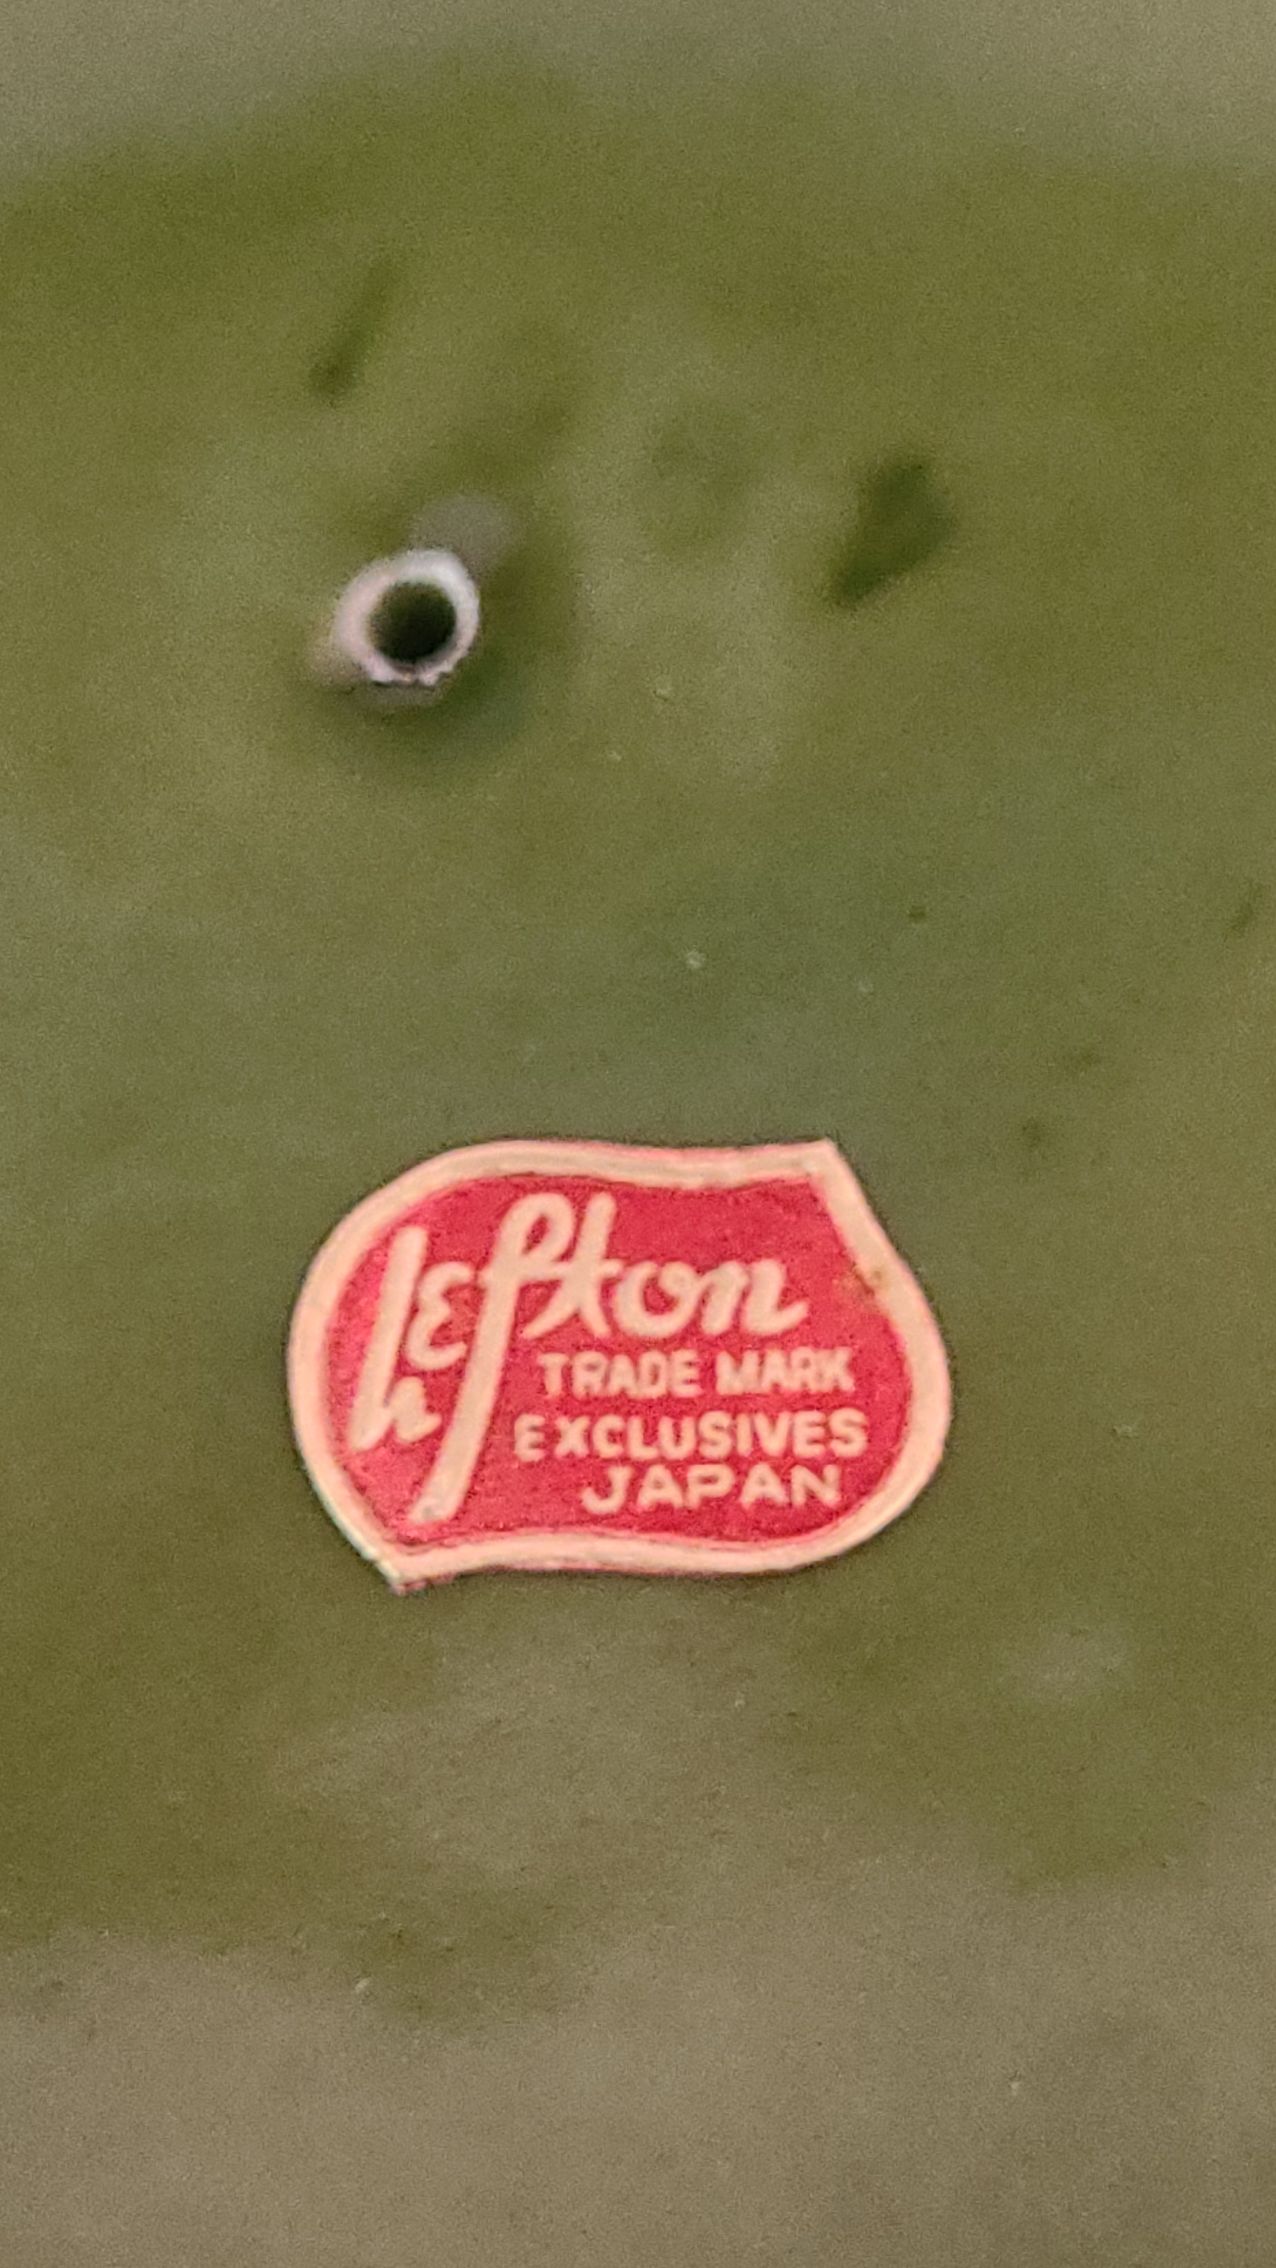 Lefton
TRADE MARK
EXCLUSIVES
JAPAN